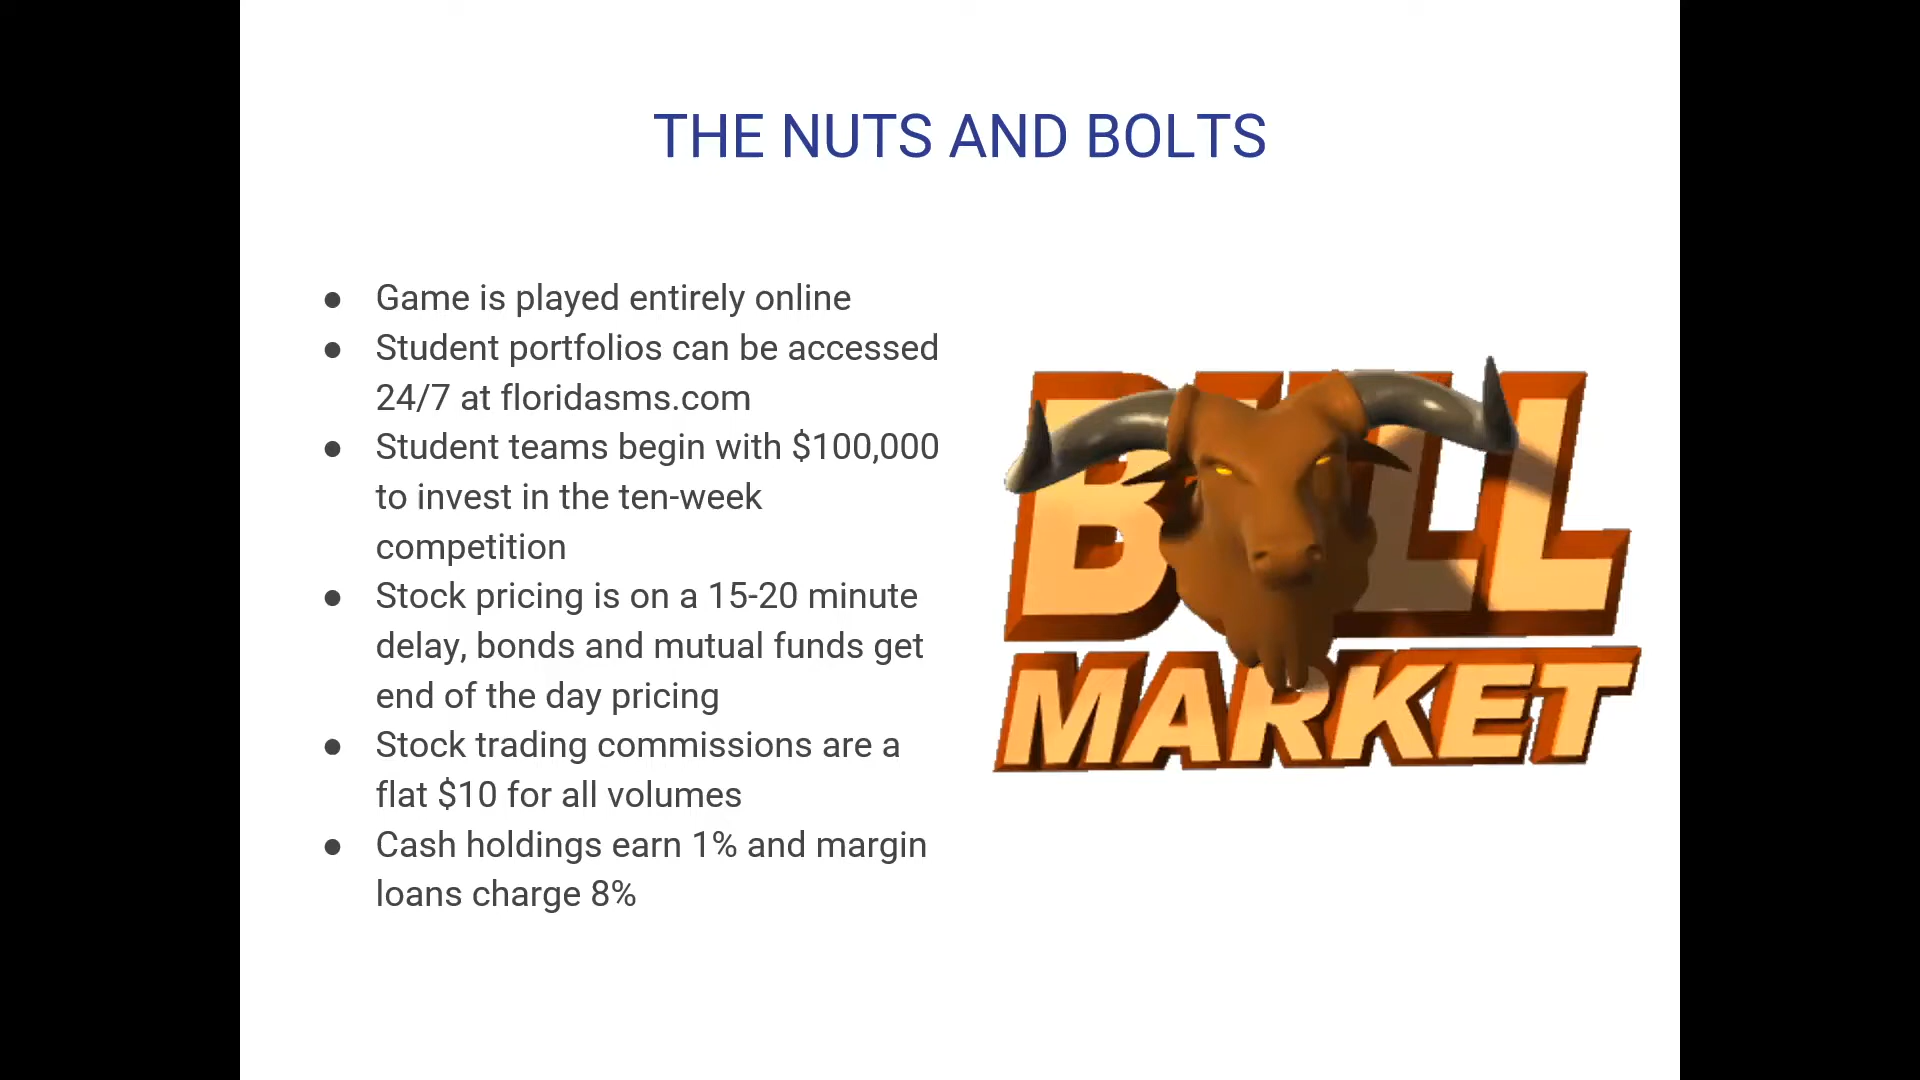 THE NUTS AND BOLTS
● Game is played entirely online
● Student portfolios can be accessed
24/7 at floridasms.com
● Student teams begin with $100,000
to invest in the ten-week
competition
● Stock pricing is on a 15-20 minute
delay, bonds and mutual funds get
end of the day pricing
● Stock trading commissions are a
flat $10 for all volumes
● Cash holdings earn 1% and margin
loans charge 8%
BULL
MARKET